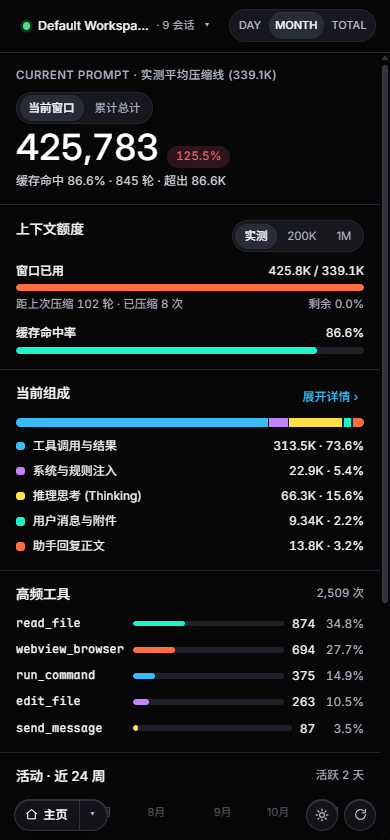 Default Workspa... · 9 会话
DAY MONTH TOTAL
CURRENT PROMPT · 实测平均压缩线 (339.1K)
当前窗口 累计总计
425,783 125.5%
缓存命中 86.6% · 845 轮 · 超出 86.6K
上下文额度 实测 200K 1M
窗口已用 425.8K / 339.1K
距上次压缩 102 轮 · 已压缩 8 次 剩余 0.0%
缓存命中率 86.6%
当前组成 展开详情 ›
工具调用与结果 313.5K · 73.6%
系统与规则注入 22.9K · 5.4%
推理思考 (Thinking) 66.3K · 15.6%
用户消息与附件 9.34K · 2.2%
助手回复正文 13.8K · 3.2%
高频工具 2,509 次
read_file 874 34.8%
webview_browser 694 27.7%
run_command 375 14.9%
edit_file 263 10.5%
send_message 87 3.5%
活动 · 近 24 周 活跃 2 天
主页 8月 9月 10月